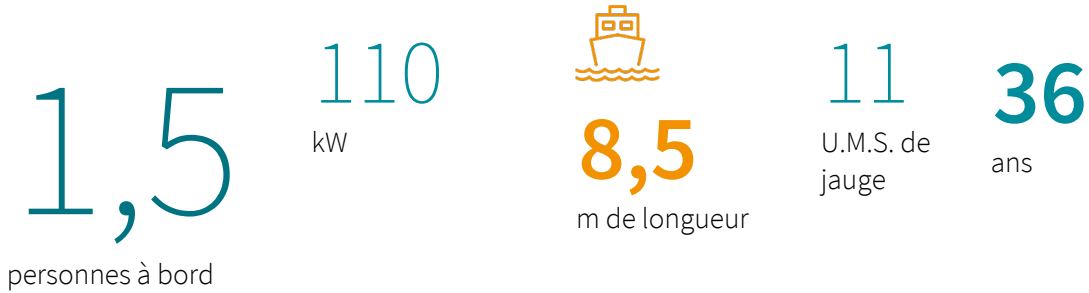 1,5
personnes à bord
110
kW
8,5
m de longueur
11
U.M.S. de
jauge
36
ans